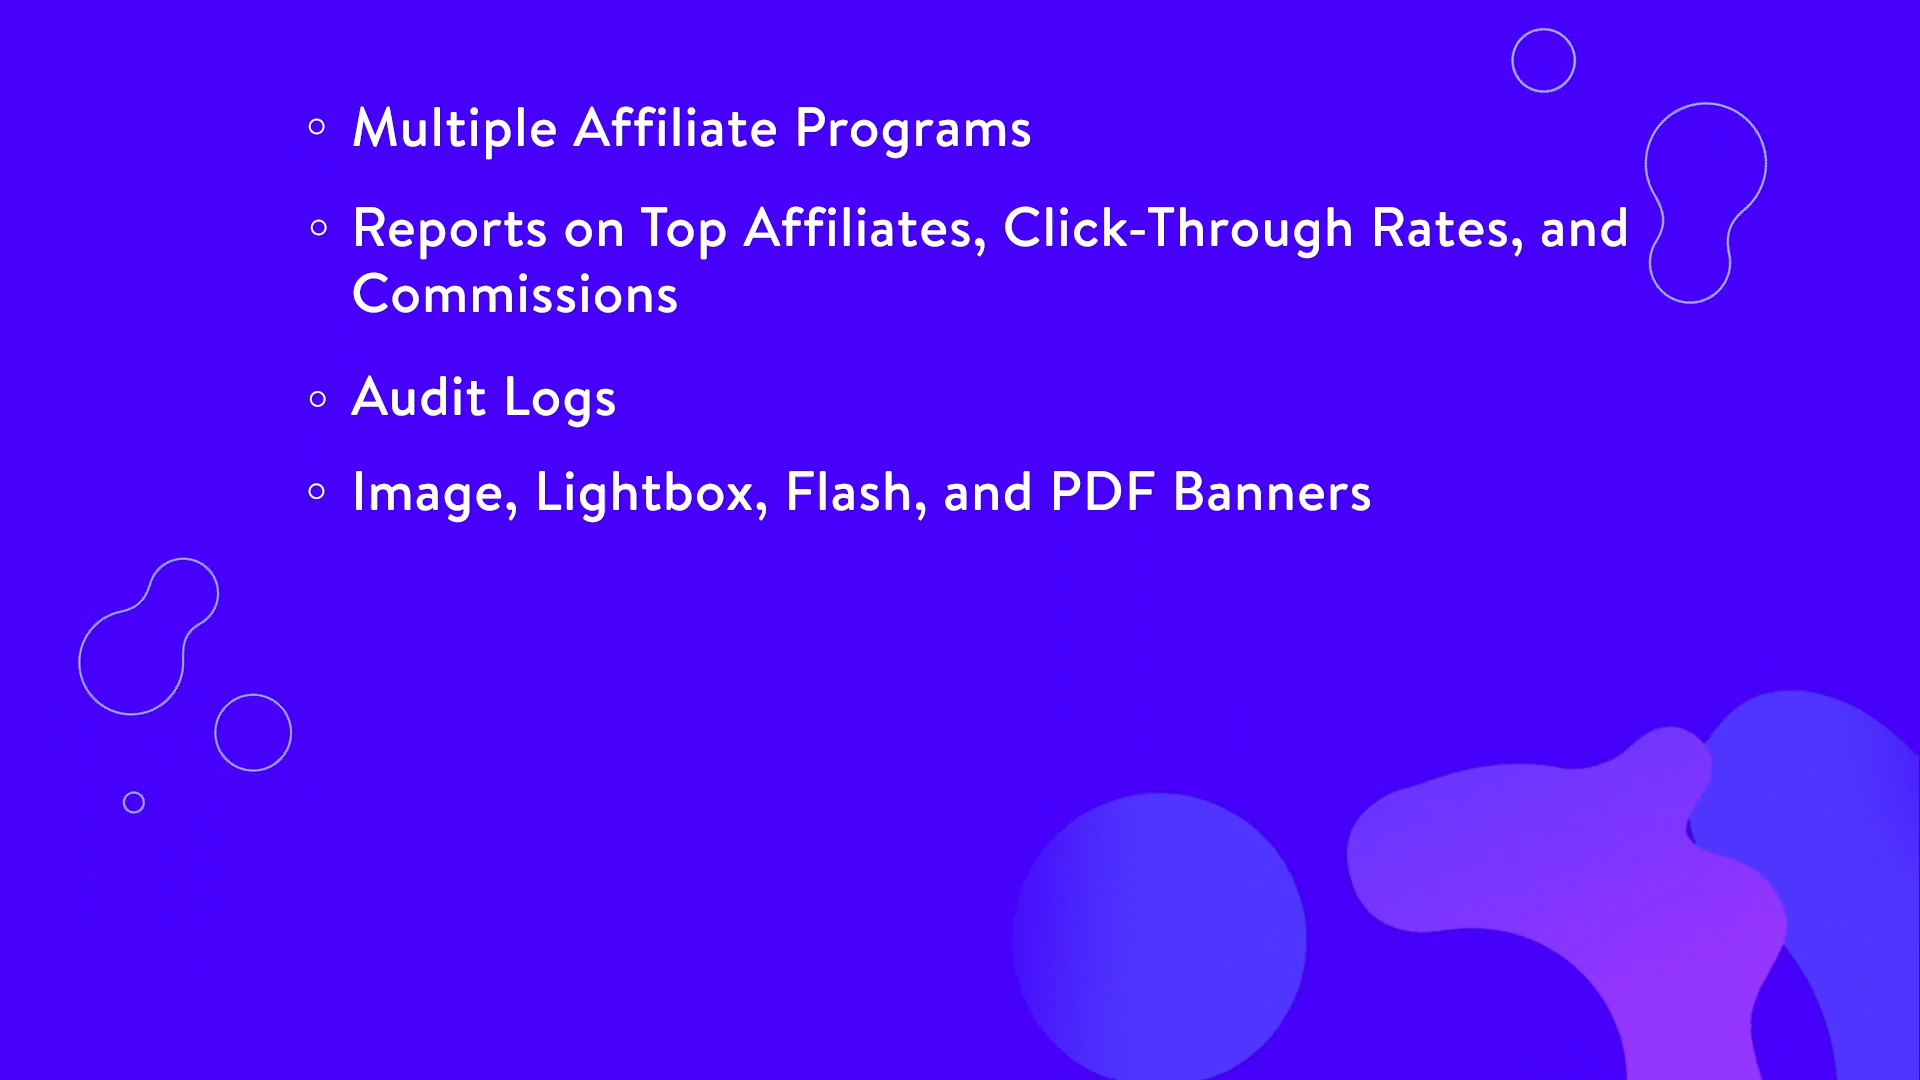 Multiple Affiliate Programs
Reports on Top Affiliates, Click-Through Rates, and
Commissions
Audit Logs
Image, Lightbox, Flash, and PDF Banners